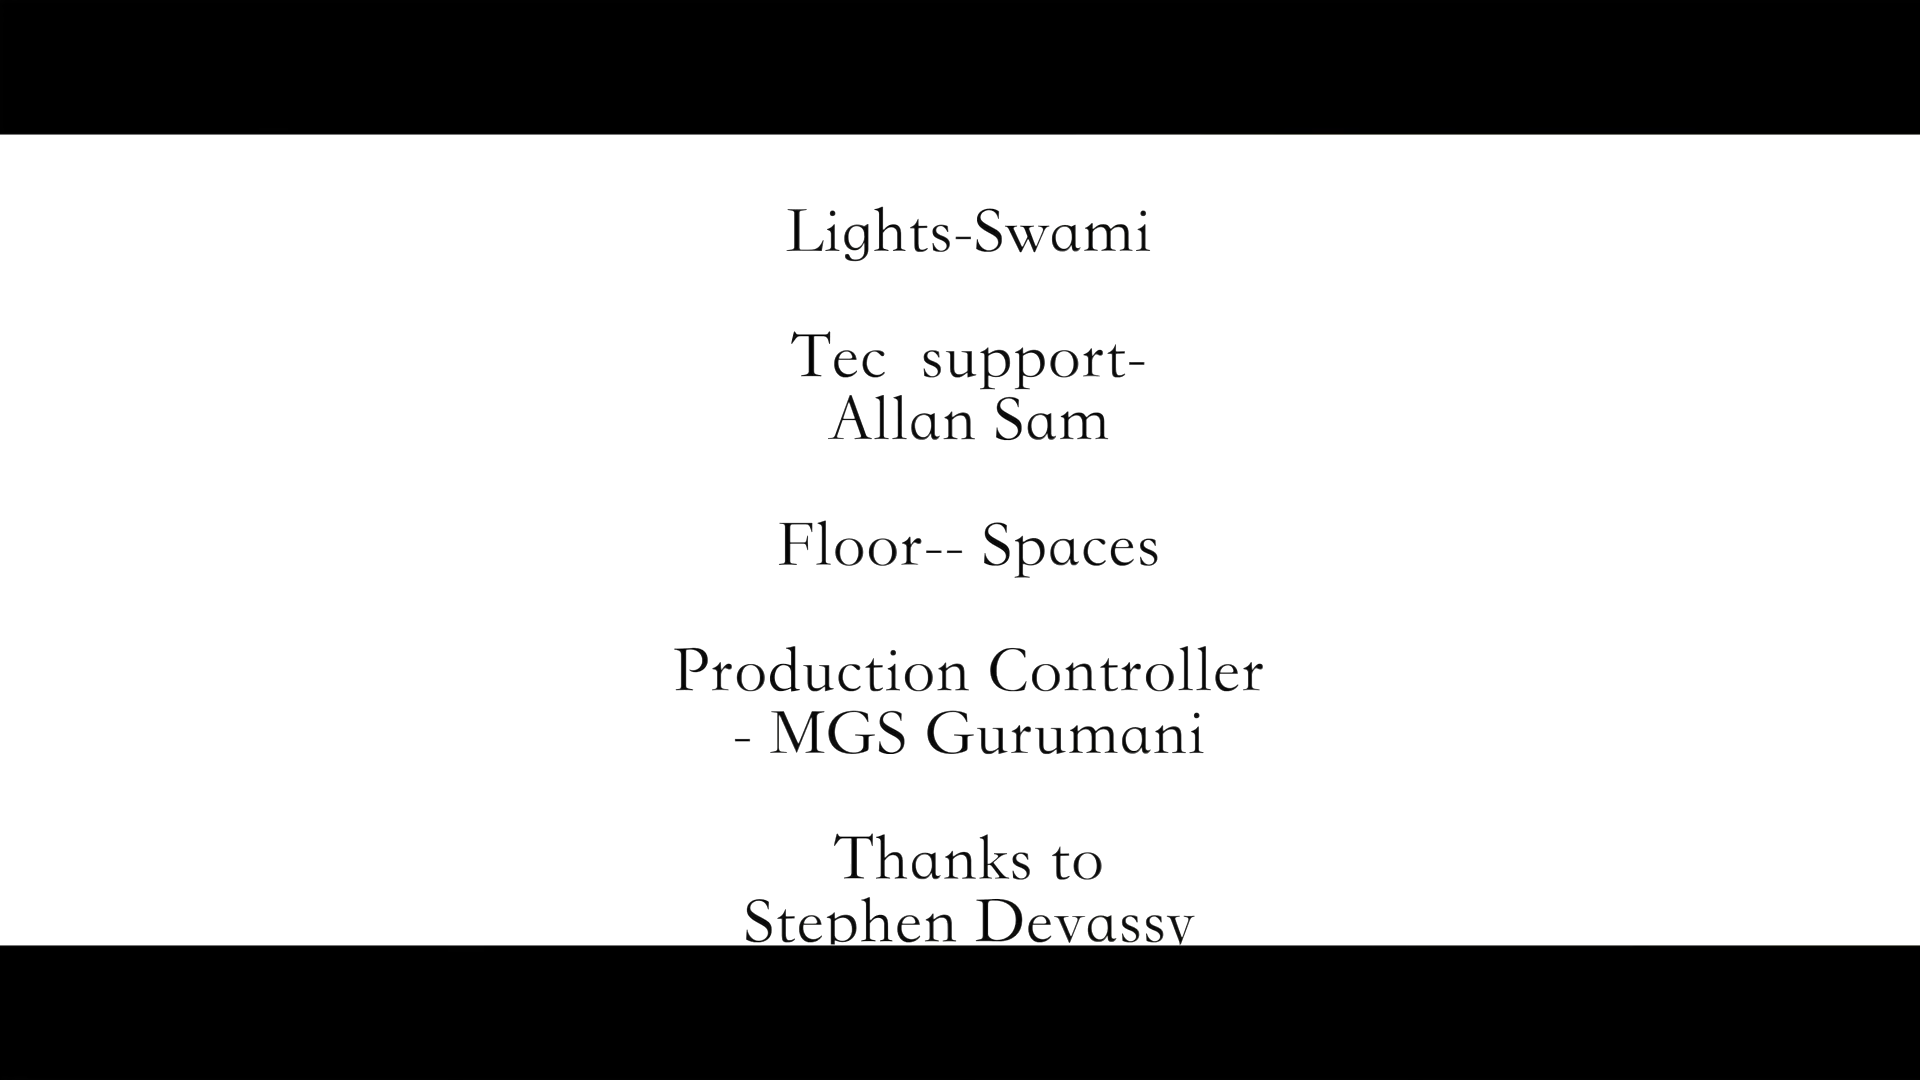 Lights-Swami
Tec  support-
Allan Sam
Floor-- Spaces
Production Controller
- MGS Gurumani
Thanks to
Stephen Devassy